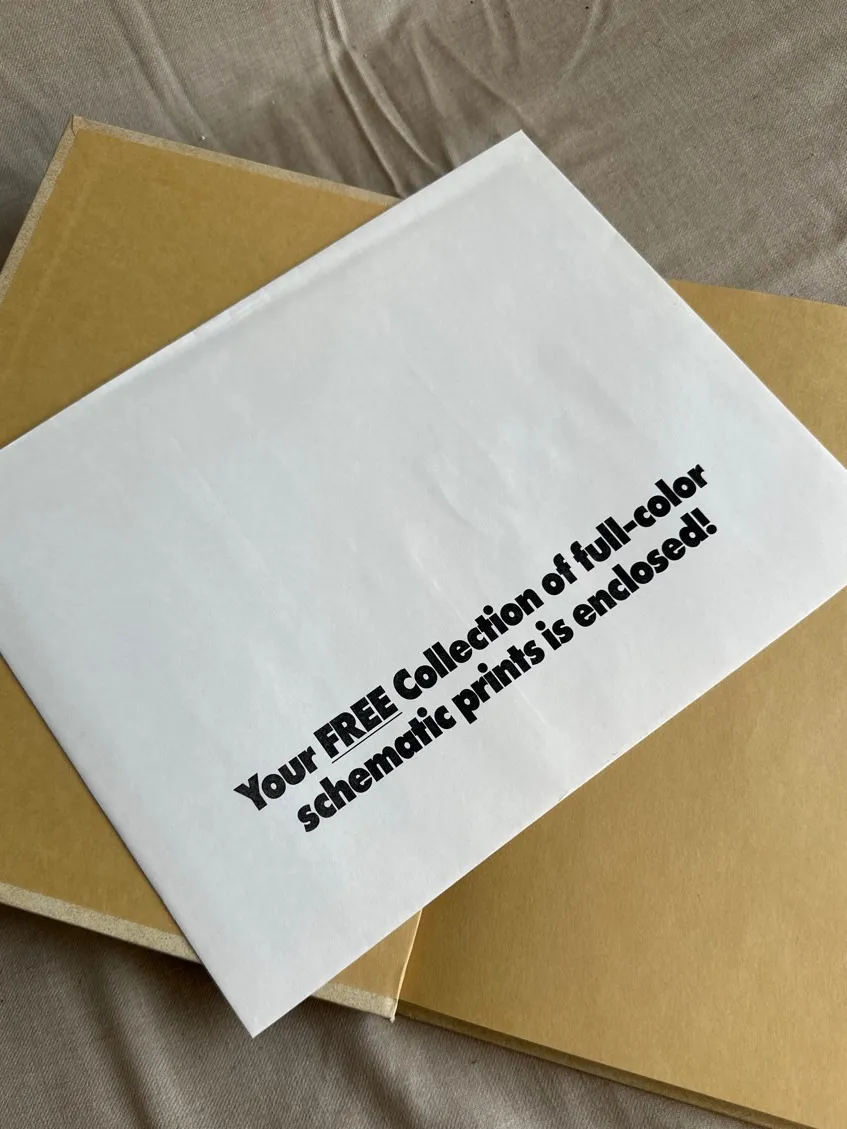 Your FREE Collection of full-color
schematic prints is enclosed!